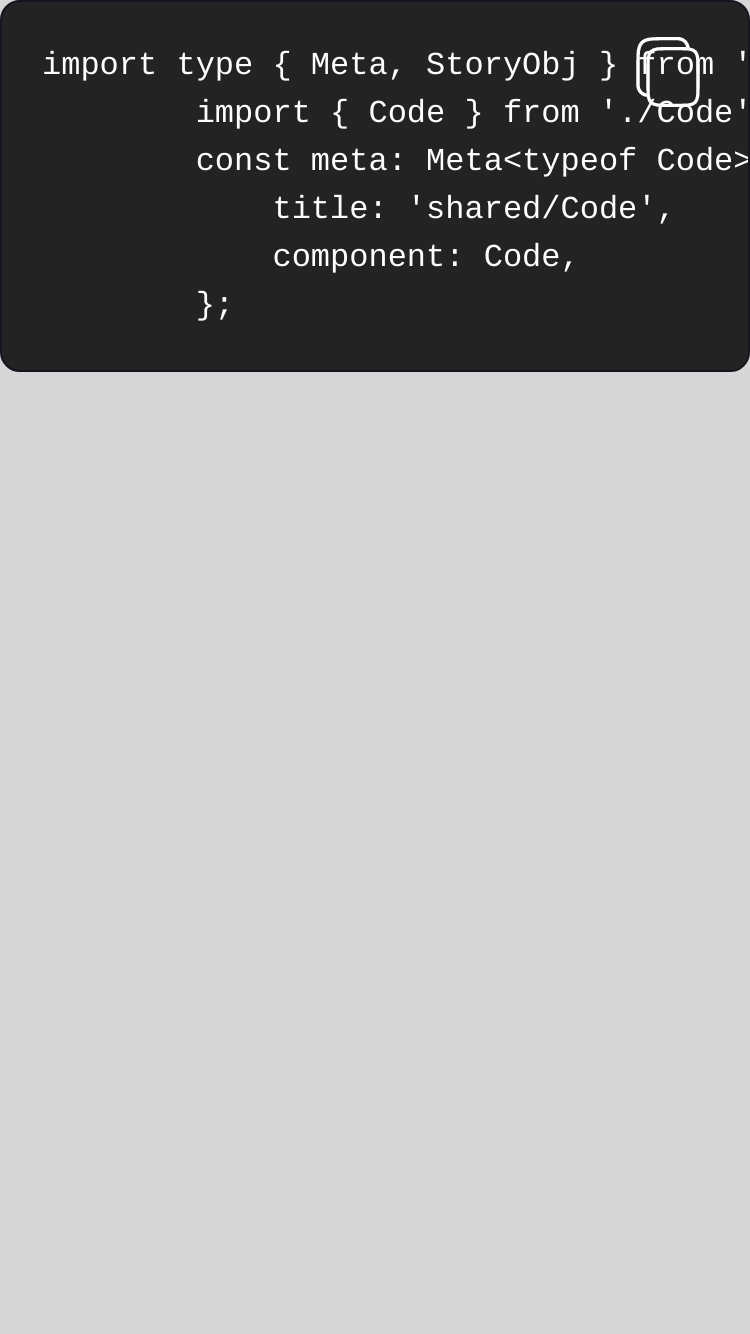 import type { Meta, StoryObj } from '
import { Code } from './Code'
const meta: Meta<typeof Code>
title: 'shared/Code',
component: Code,
};